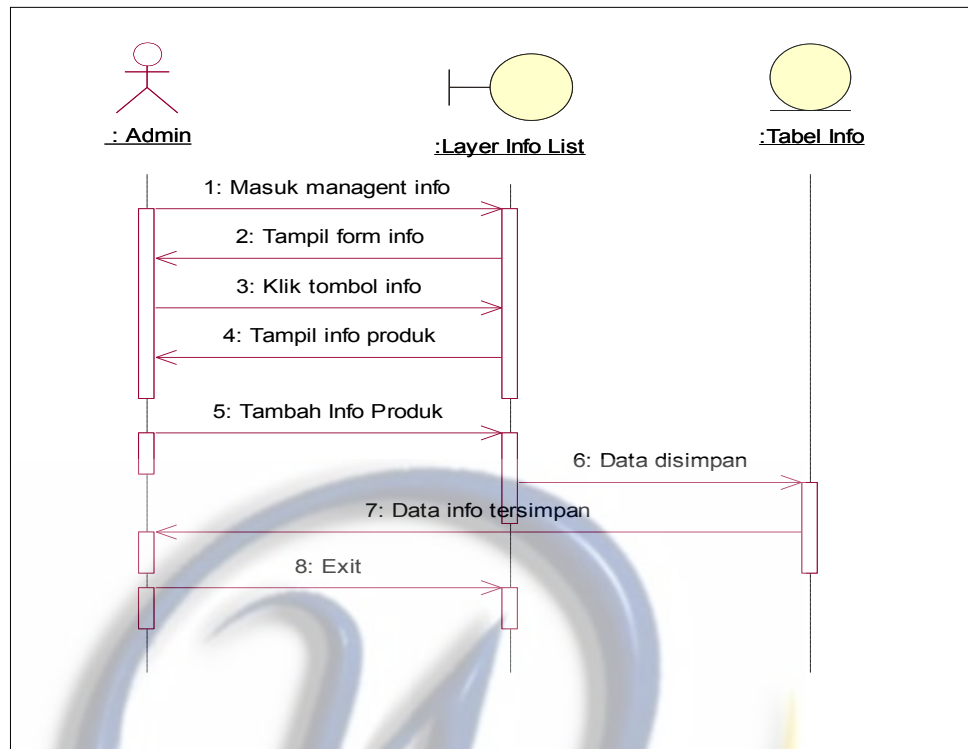 : Admin
:Layer Info List
:Tabel Info
1: Masuk managent info
2: Tampil form info
3: Klik tombol info
4: Tampil info produk
5: Tambah Info Produk
6: Data disimpan
7: Data info tersimpan
8: Exit